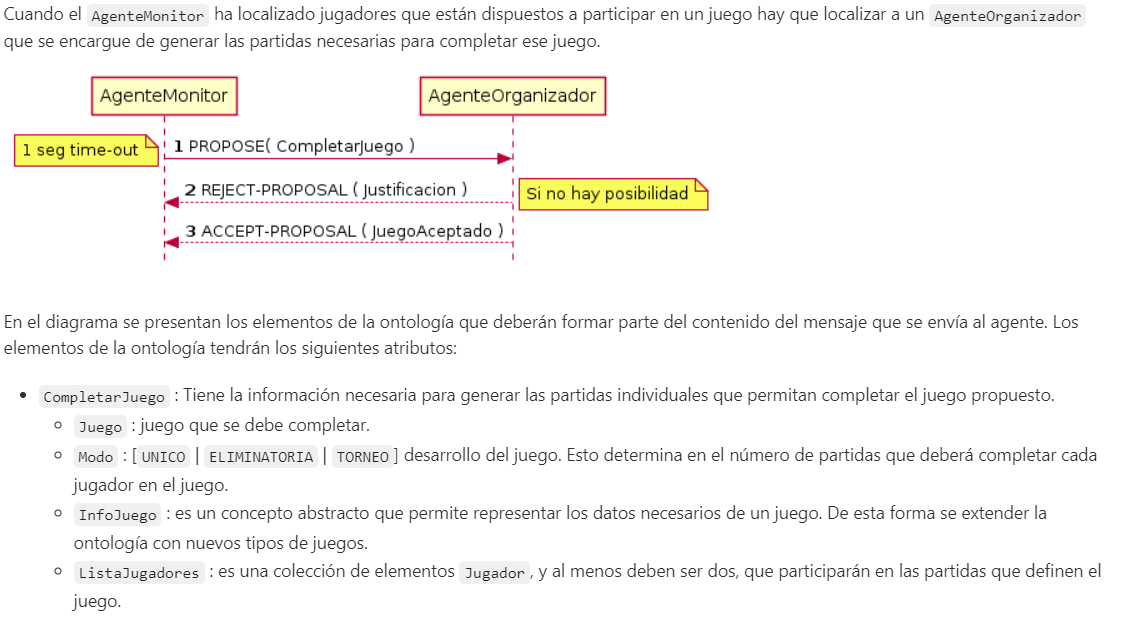 Cuando el AgenteMonitor ha localizado jugadores que están dispuestos a participar en un juego hay que localizar a un AgenteOrganizador
que se encargue de generar las partidas necesarias para completar ese juego.
AgenteMonitor AgenteOrganizador
1 seg time-out 1 PROPOSE( CompletarJuego )
2 REJECT-PROPOSAL ( Justificacion ) Si no hay posibilidad
3 ACCEPT-PROPOSAL ( JuegoAceptado )
En el diagrama se presentan los elementos de la ontología que deberán formar parte del contenido del mensaje que se envía al agente. Los
elementos de la ontología tendrán los siguientes atributos:
• CompletarJuego : Tiene la información necesaria para generar las partidas individuales que permitan completar el juego propuesto.
◦ Juego : juego que se debe completar.
◦ Modo : [ UNICO | ELIMINATORIA | TORNEO ] desarrollo del juego. Esto determina en el número de partidas que deberá completar cada
jugador en el juego.
◦ InfoJuego : es un concepto abstracto que permite representar los datos necesarios de un juego. De esta forma se extender la
ontología con nuevos tipos de juegos.
◦ ListaJugadores : es una colección de elementos Jugador , y al menos deben ser dos, que participarán en las partidas que definen el
juego.